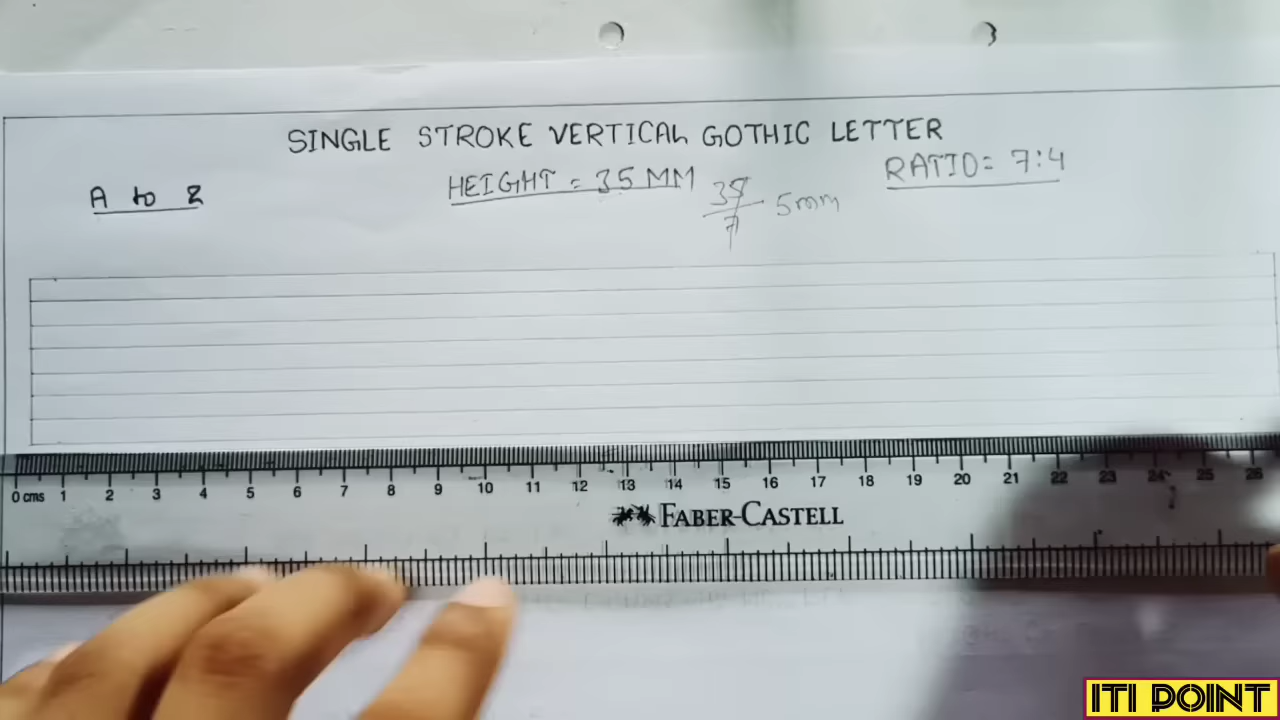 SINGLE STROKE VERTICAL GOTHIC LETTER
A to Z HEIGHT = 35 MM 35/7 5mm RATIO= 7:4
0 cms 1 2 3 4 5 6 7 8 9 10 11 12 13 14 15 16 17 18 19 20 21 22 23 24 25 26
FABER-CASTELL
ITI POINT